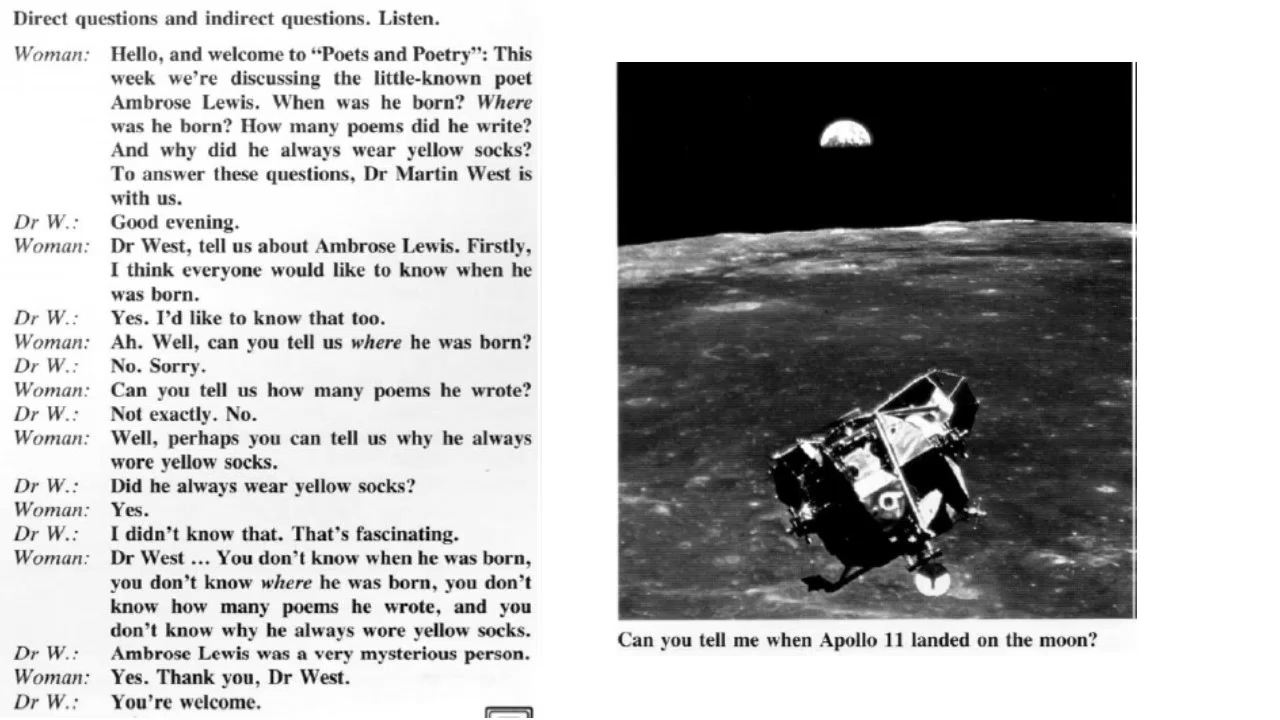 Direct questions and indirect questions. Listen.
Woman: Hello, and welcome to “Poets and Poetry”: This
week we’re discussing the little-known poet
Ambrose Lewis. When was he born? Where
was he born? How many poems did he write?
And why did he always wear yellow socks?
To answer these questions, Dr Martin West is
with us.
Dr W.: Good evening.
Woman: Dr West, tell us about Ambrose Lewis. Firstly,
I think everyone would like to know when he
was born.
Dr W.: Yes. I’d like to know that too.
Woman: Ah. Well, can you tell us where he was born?
Dr W.: No. Sorry.
Woman: Can you tell us how many poems he wrote?
Dr W.: Not exactly. No.
Woman: Well, perhaps you can tell us why he always
wore yellow socks.
Dr W.: Did he always wear yellow socks?
Woman: Yes.
Dr W.: I didn’t know that. That’s fascinating.
Woman: Dr West ... You don’t know when he was born,
you don’t know where he was born, you don’t
know how many poems he wrote, and you
don’t know why he always wore yellow socks.
Dr W.: Ambrose Lewis was a very mysterious person.
Woman: Yes. Thank you, Dr West.
Dr W.: You’re welcome.
Can you tell me when Apollo 11 landed on the moon?